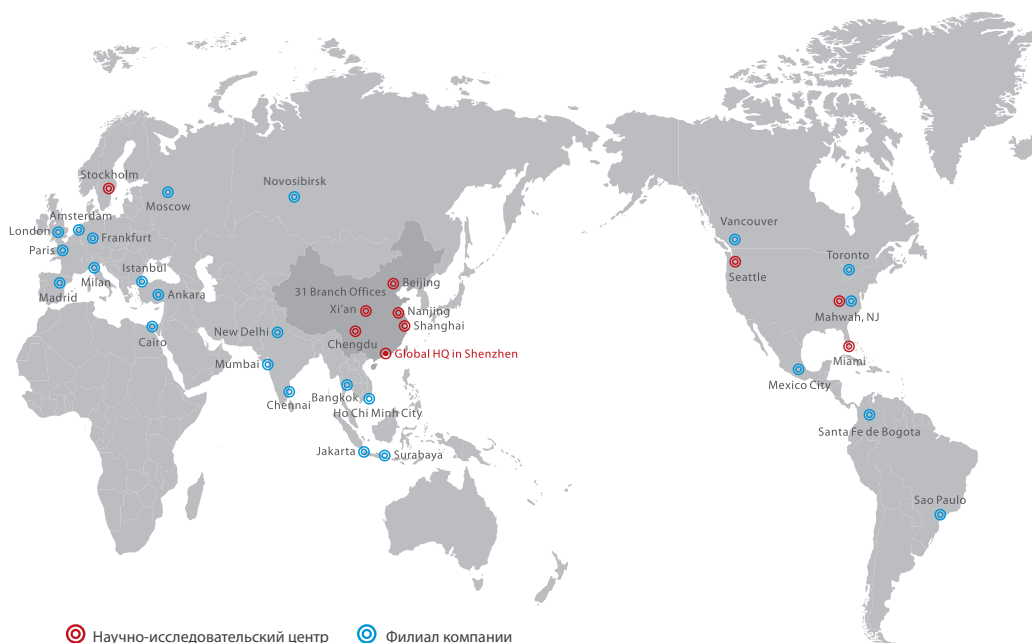 Stockholm
Novosibirsk
Moscow
Amsterdam
London
Frankfurt
Paris
Istanbul
Milan
Madrid
Ankara
Cairo
31 Branch Offices
Beijing
Xi'an
Nanjing
Shanghai
Chengdu
Global HQ in Shenzhen
New Delhi
Mumbai
Chennai
Bangkok
Ho Chi Minh City
Jakarta
Surabaya
Vancouver
Seattle
Toronto
Mahwah, NJ
Miami
Mexico City
Santa Fe de Bogota
Sao Paulo
Научно-исследовательский центр
Филиал компании